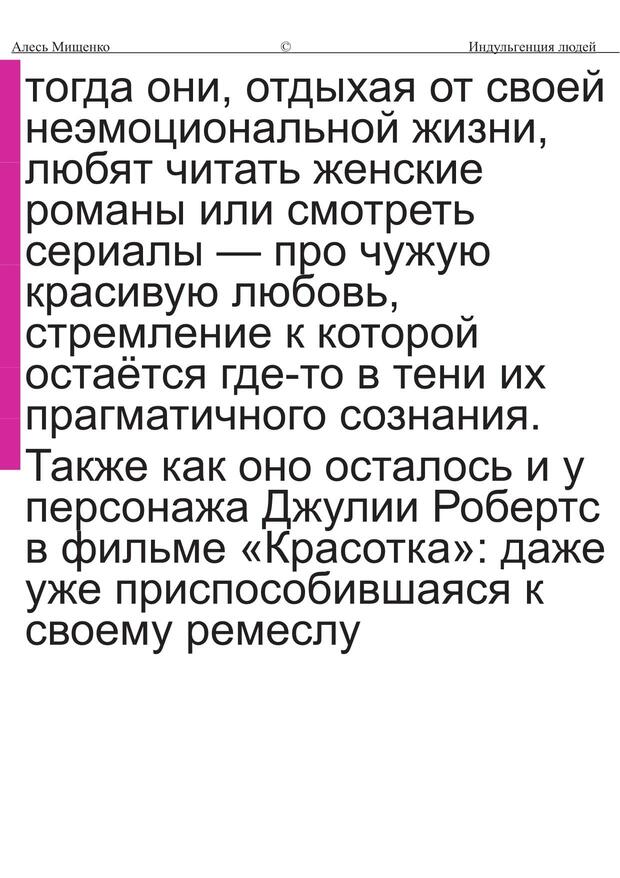 Алесь Мищенко © Индульгенция людей
тогда они, отдыхая от своей
неэмоциональной жизни,
любят читать женские
романы или смотреть
сериалы — про чужую
красивую любовь,
стремление к которой
остаётся где-то в тени их
прагматичного сознания.
Также как оно осталось и у
персонажа Джулии Робертс
в фильме «Красотка»: даже
уже приспособившаяся к
своему ремеслу